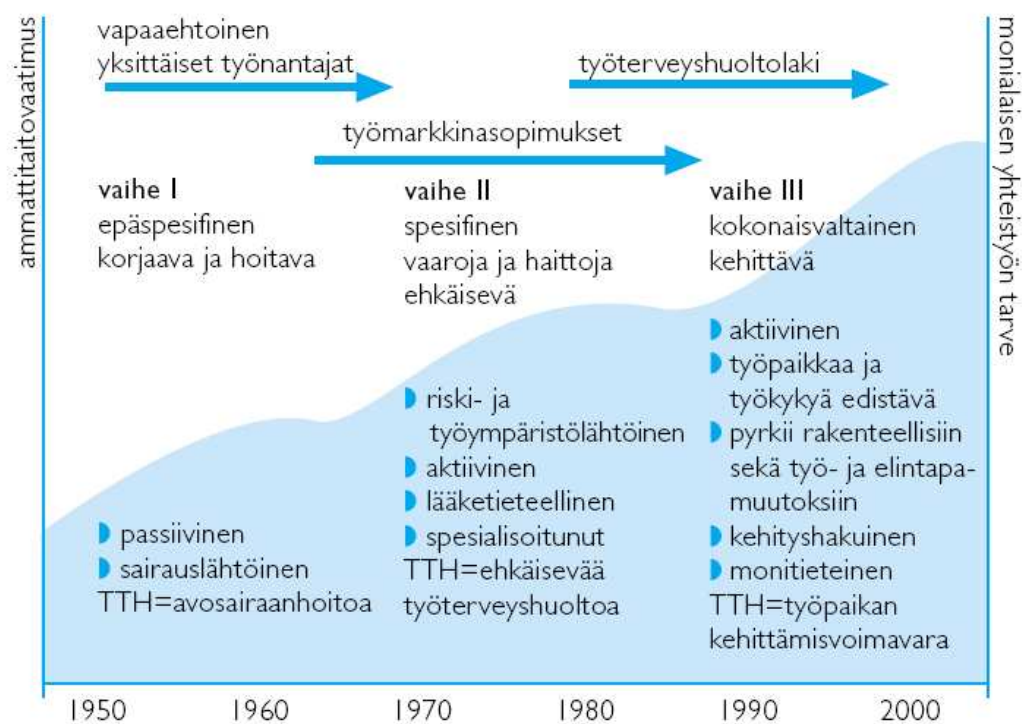 ammattitaitovaatimus
vapaaehtoinen
yksittäiset työnantajat
työterveyshuoltolaki
työmarkkinasopimukset
vaihe I
epäspesifinen
korjaava ja hoitava
passiivinen
sairauslähtöinen
TTH=avosairaanhoitoa
vaihe II
spesifinen
vaaroja ja haittoja
ehkäisevä
riski- ja
työympäristölähtöinen
aktiivinen
lääketieteellinen
spesialisoitunut
TTH=ehkäisevää
työterveyshuoltoa
vaihe III
kokonaisvaltainen
kehittävä
aktiivinen
työpaikkaa ja
työkykyä edistävä
pyrkii rakenteellisiin
sekä työ- ja elintapa-
muutoksiin
kehityshakuinen
monitieteinen
TTH=työpaikan
kehittämisvoimavara
monialaisen yhteistyön tarve
1950 1960 1970 1980 1990 2000